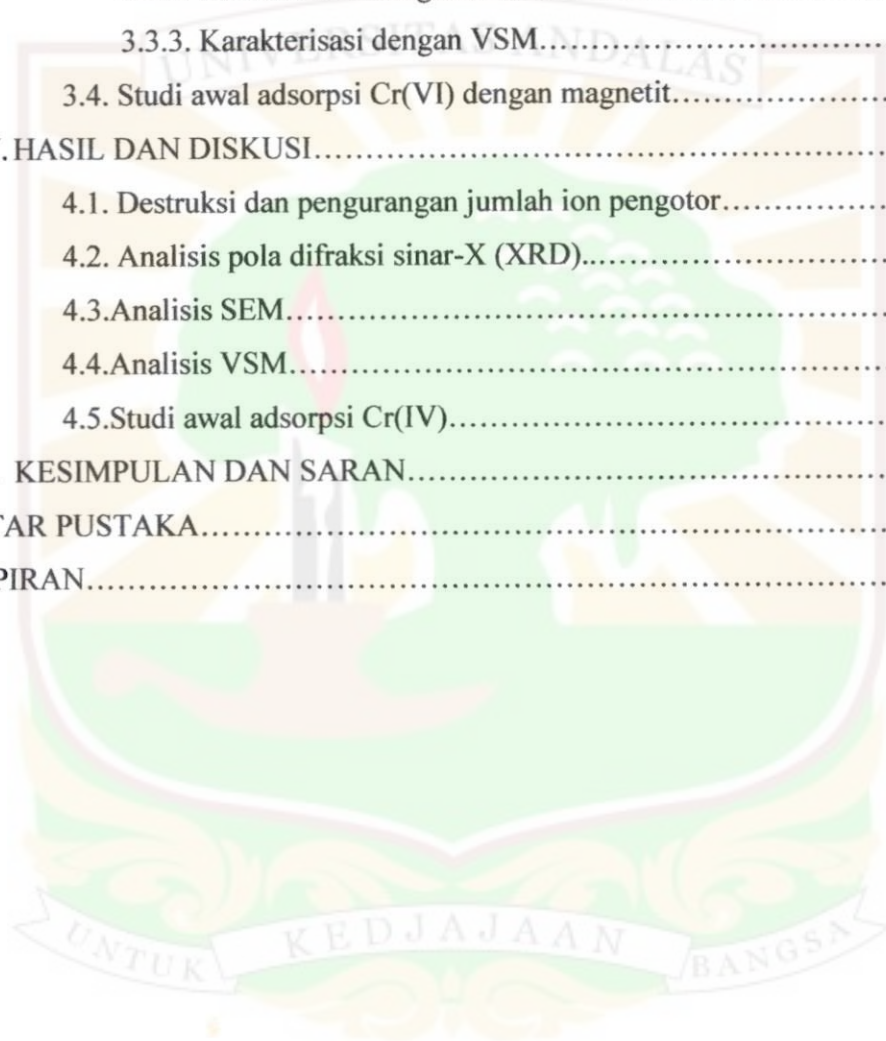 3.3.3. Karakterisasi dengan VSM
UNIVERSITAS ANDALAS
3.4. Studi awal adsorpsi Cr(VI) dengan magnetit
HASIL DAN DISKUSI
4.1. Destruksi dan pengurangan jumlah ion pengotor
4.2. Analisis pola difraksi sinar-X (XRD)
4.3.Analisis SEM
4.4.Analisis VSM
4.5.Studi awal adsorpsi Cr(IV)
KESIMPULAN DAN SARAN
TAR PUSTAKA
PIRAN
UNTUK KEDJAJAAN BANGSA